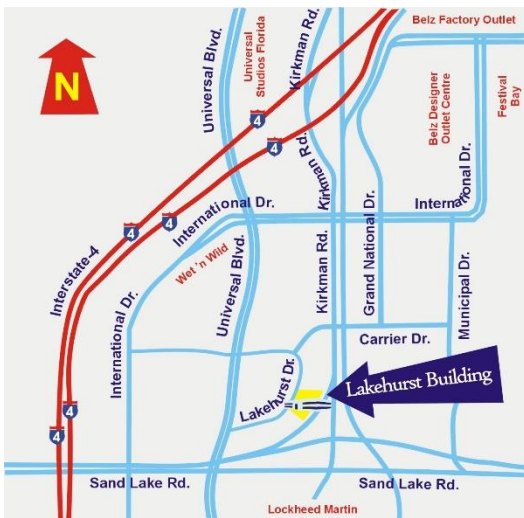 Belz Factory Outlet
N
Universal Blvd.
Universal
Studios Florida
Kirkman Rd.
4
Kirkman Rd.
Belz Designer
Outlet Centre
Festival
Bay
4
International Dr.
Kirkman Rd.
International Dr.
4
4
Interstate-4
Wet 'n Wild
Grand National Dr.
Municipal Dr.
International Dr.
Universal Blvd.
Kirkman Rd.
Carrier Dr.
Lakehurst Dr.
Lakehurst Building
4
4
Sand Lake Rd.
Sand Lake Rd.
Lockheed Martin